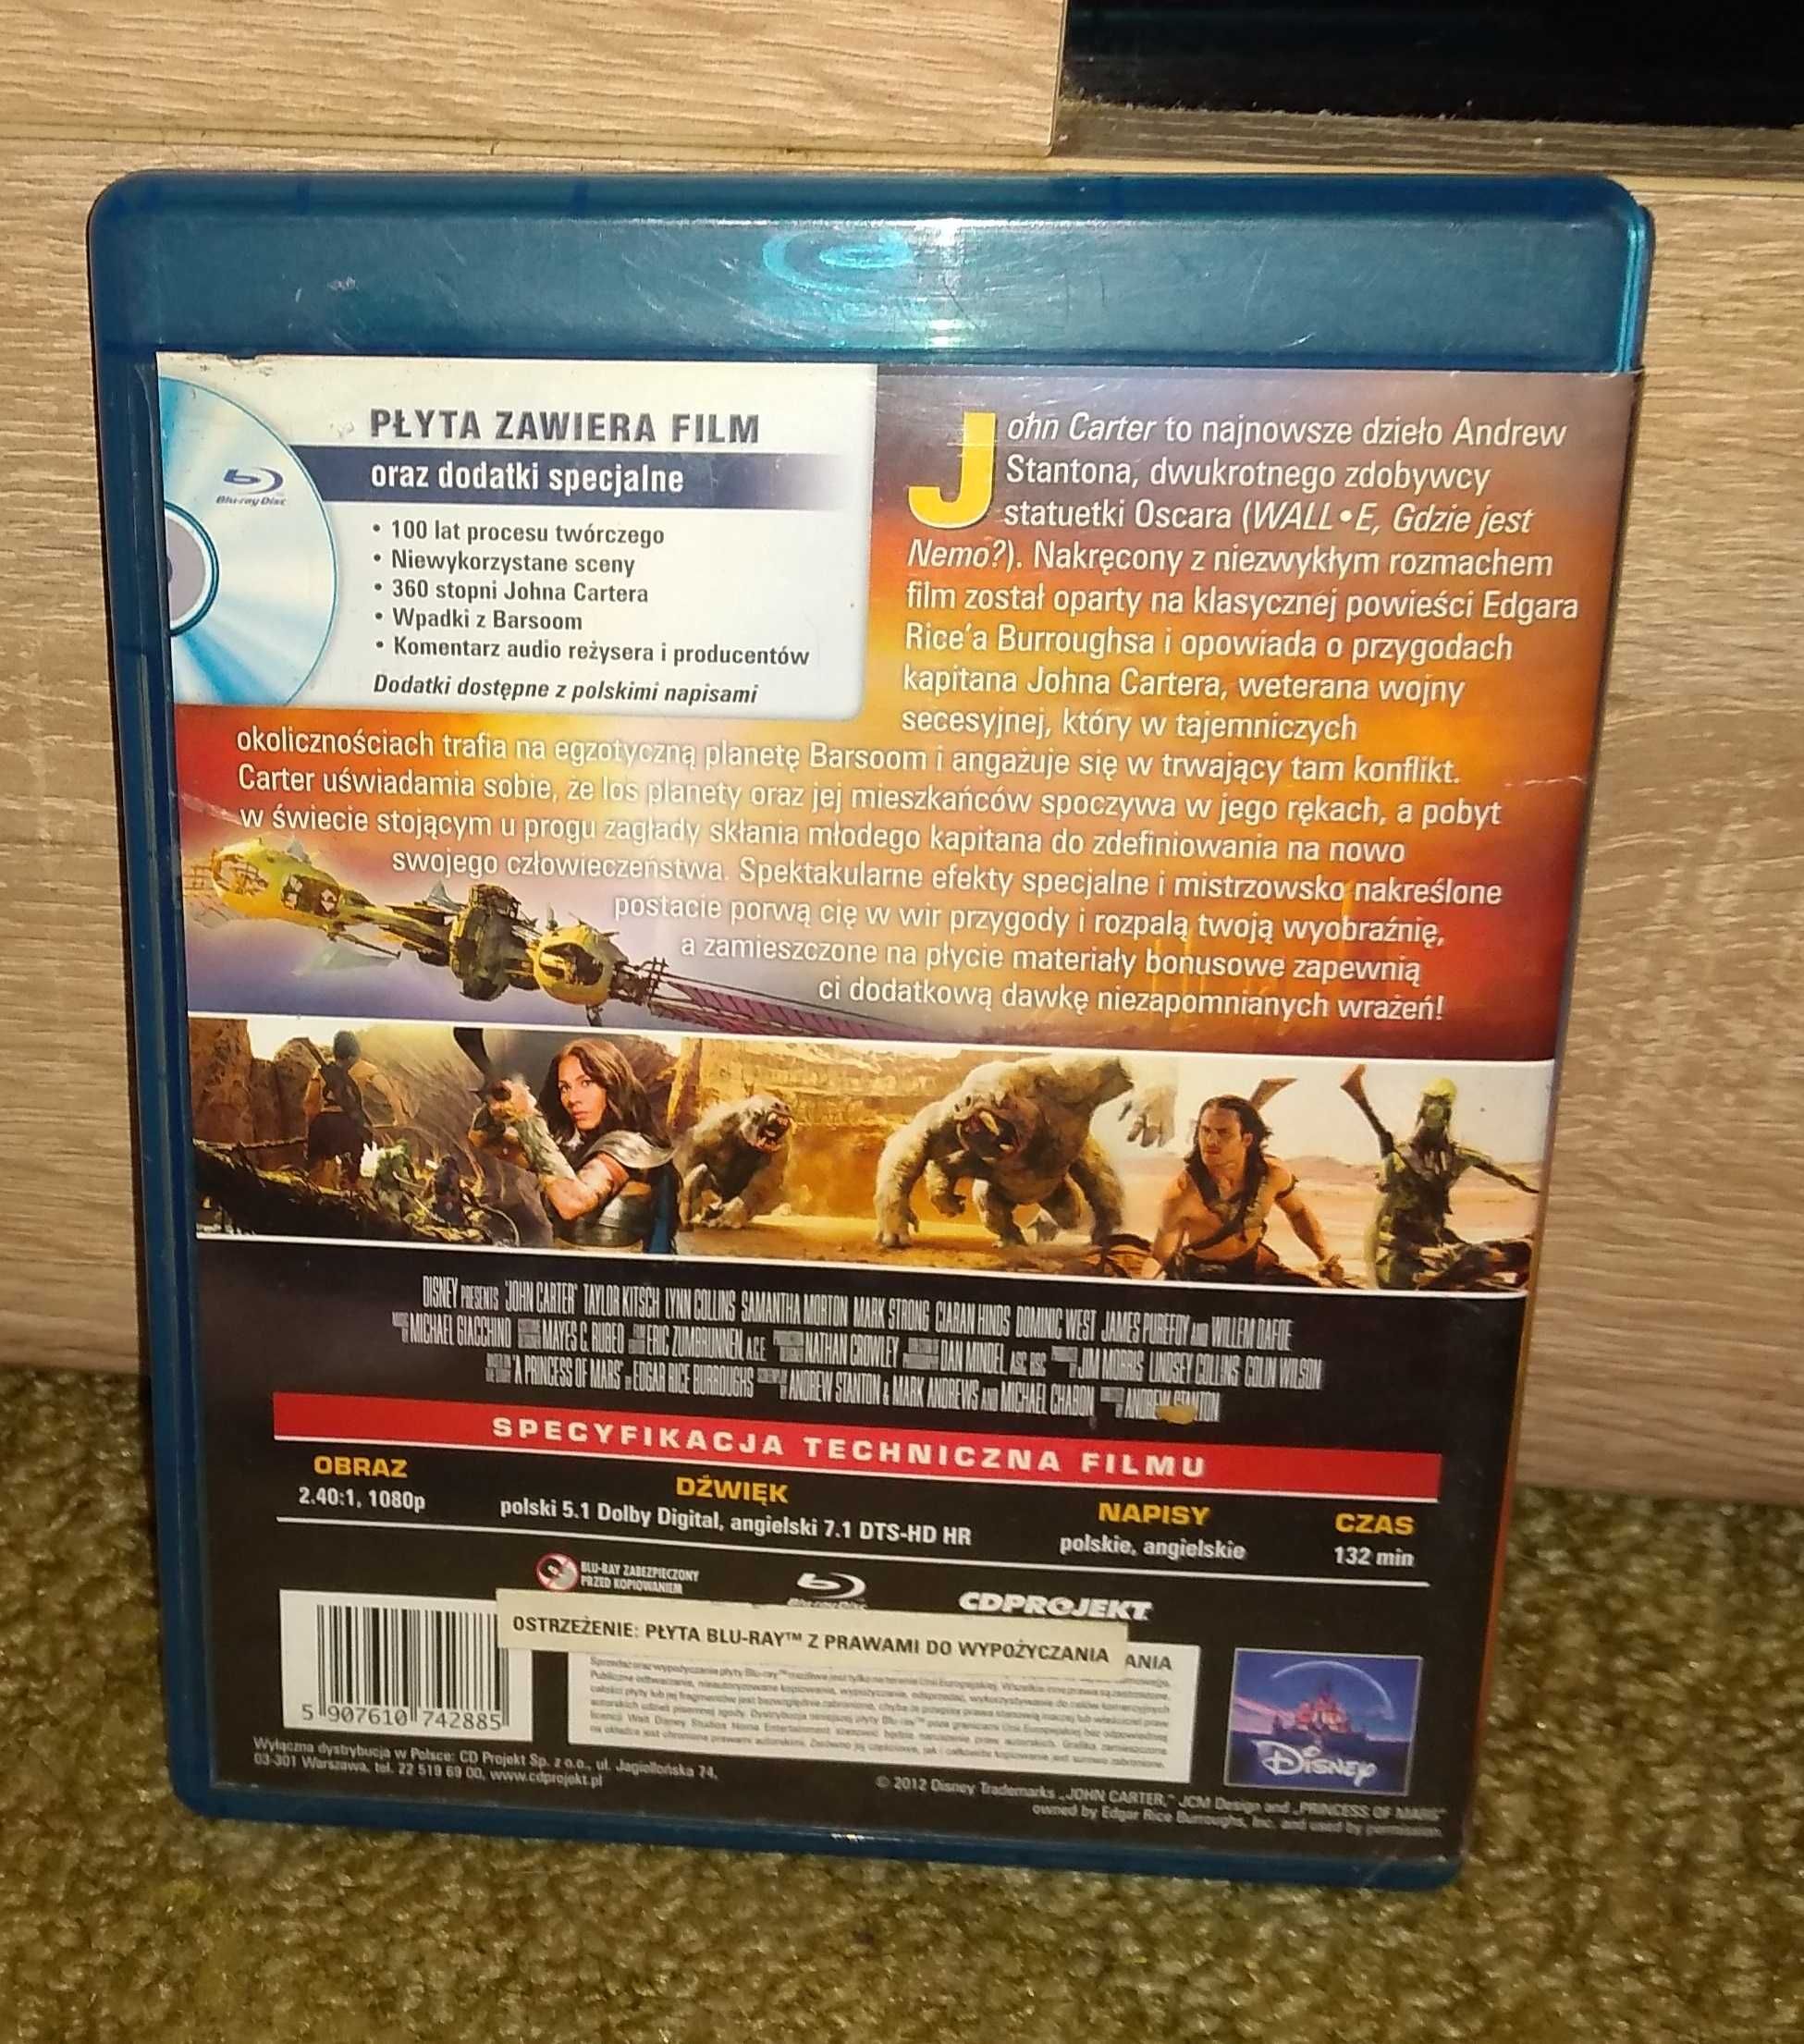 PŁYTA ZAWIERA FILM
oraz dodatki specjalne
Blu-ray Disc
• 100 lat procesu twórczego
• Niewykorzystane sceny
• 360 stopni Johna Cartera
• Wpadki z Barsoom
• Komentarz audio reżysera i producentów
Dodatki dostępne z polskimi napisami
John Carter to najnowsze dzieło Andrew
Stantona, dwukrotnego zdobywcy
statuetki Oscara (WALL•E, Gdzie jest
Nemo?). Nakręcony z niezwykłym rozmachem
film został oparty na klasycznej powieści Edgara
Rice'a Burroughsa i opowiada o przygodach
kapitana Johna Cartera, weterana wojny
secesyjnej, który w tajemniczych
okolicznościach trafia na egzotyczną planetę Barsoom i angażuje się w trwający tam konflikt.
Carter uświadamia sobie, że los planety oraz jej mieszkańców spoczywa w jego rękach, a pobyt
w świecie stojącym u progu zagłady skłania młodego kapitana do zdefiniowania na nowo
swojego człowieczeństwa. Spektakularne efekty specjalne i mistrzowsko nakreślone
postacie porwą cię w wir przygody i rozpalą twoją wyobraźnię,
a zamieszczone na płycie materiały bonusowe zapewnią
ci dodatkową dawkę niezapomnianych wrażeń!
DISNEY PRESENTS "JOHN CARTER" TAYLOR KITSCH LYNN COLLINS SAMANTHA MORTON MARK STRONG CIARAN HINDS DOMINIC WEST JAMES PUREFOY AND WILLEM DAFOE
MICHAEL GIACCHINO MAYES C. RUBEO ERIC ZUMBRUNNEN, A.C.E. NATHAN CROWLEY DAN MINDEL ASC, BSC JIM MORRIS LINDSEY COLLINS COLIN WILSON
"A PRINCESS OF MARS" BY EDGAR RICE BURROUGHS ANDREW STANTON & MARK ANDREWS AND MICHAEL CHABON ANDREW STANTON
SPECYFIKACJA TECHNICZNA FILMU
OBRAZ
2.40:1, 1080p
DŹWIĘK
polski 5.1 Dolby Digital, angielski 7.1 DTS-HD HR
NAPISY
polskie, angielskie
CZAS
132 min
BLU-RAY ZABEZPIECZONY
PRZED KOPIOWANIEM
Blu-ray Disc
CDPROJEKT
OSTRZEŻENIE: PŁYTA BLU-RAY™ Z PRAWAMI DO WYPOŻYCZANIA
ANIA
5 907610 742885
Disney
Wyłączna dystrybucja w Polsce: CD Projekt Sp. z o.o., ul. Jagiellońska 74,
03-301 Warszawa, tel. 22 519 69 00, www.cdprojekt.pl
© 2012 Disney Trademarks „JOHN CARTER," JCM Design and „PRINCESS OF MARS"
owned by Edgar Rice Burroughs, Inc. and used by permission.